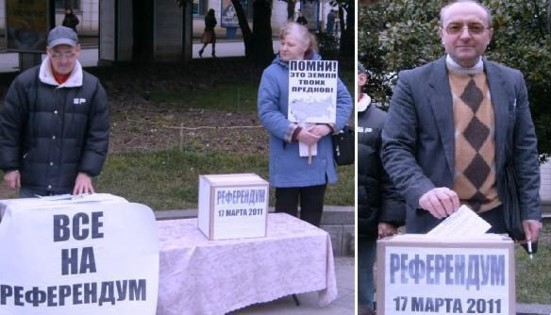 ПОМНИ!
ЭТО ЗЕМЛЯ
ТВОИХ
ПРЕДКОВ!
РЕФЕРЕНДУМ
17 МАРТА 2011
ВСЕ
НА
РЕФЕРЕНДУМ
РЕФЕРЕНДУМ
17 МАРТА 2011